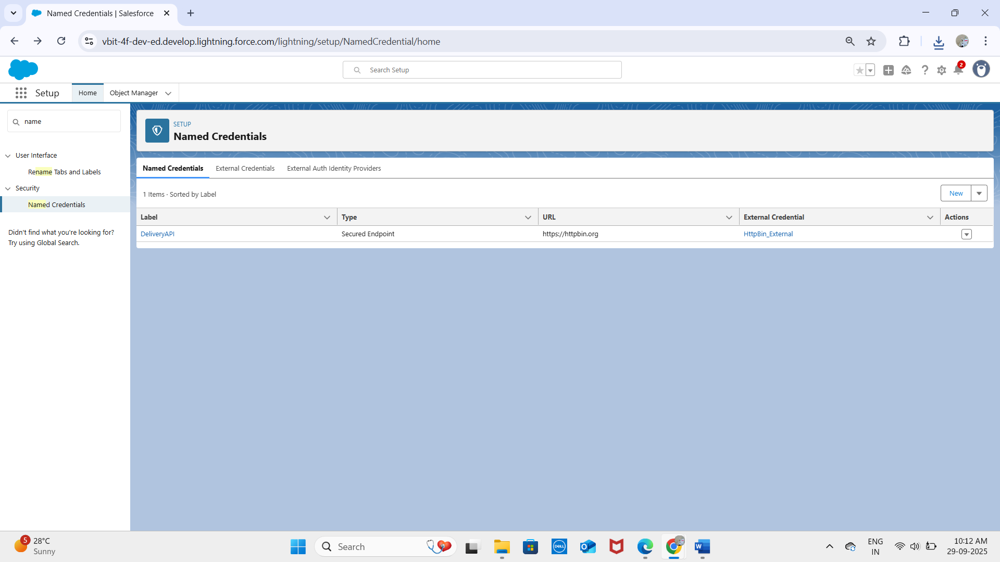 Named Credentials | Salesforce
vbit-4f-dev-ed.develop.lightning.force.com/lightning/setup/NamedCredential/home
Search Setup
2
Setup
Home
Object Manager
name
User Interface
Rename Tabs and Labels
Security
Named Credentials
Didn't find what you're looking for?
Try using Global Search.
SETUP
Named Credentials
Named Credentials
External Credentials
External Auth Identity Providers
1 Items · Sorted by Label
New
Label
Type
URL
External Credential
Actions
DeliveryAPI
Secured Endpoint
https://httpbin.org
HttpBin_External
5
28°C
Sunny
Search
DELL
W
ENG
IN
10:12 AM
29-09-2025